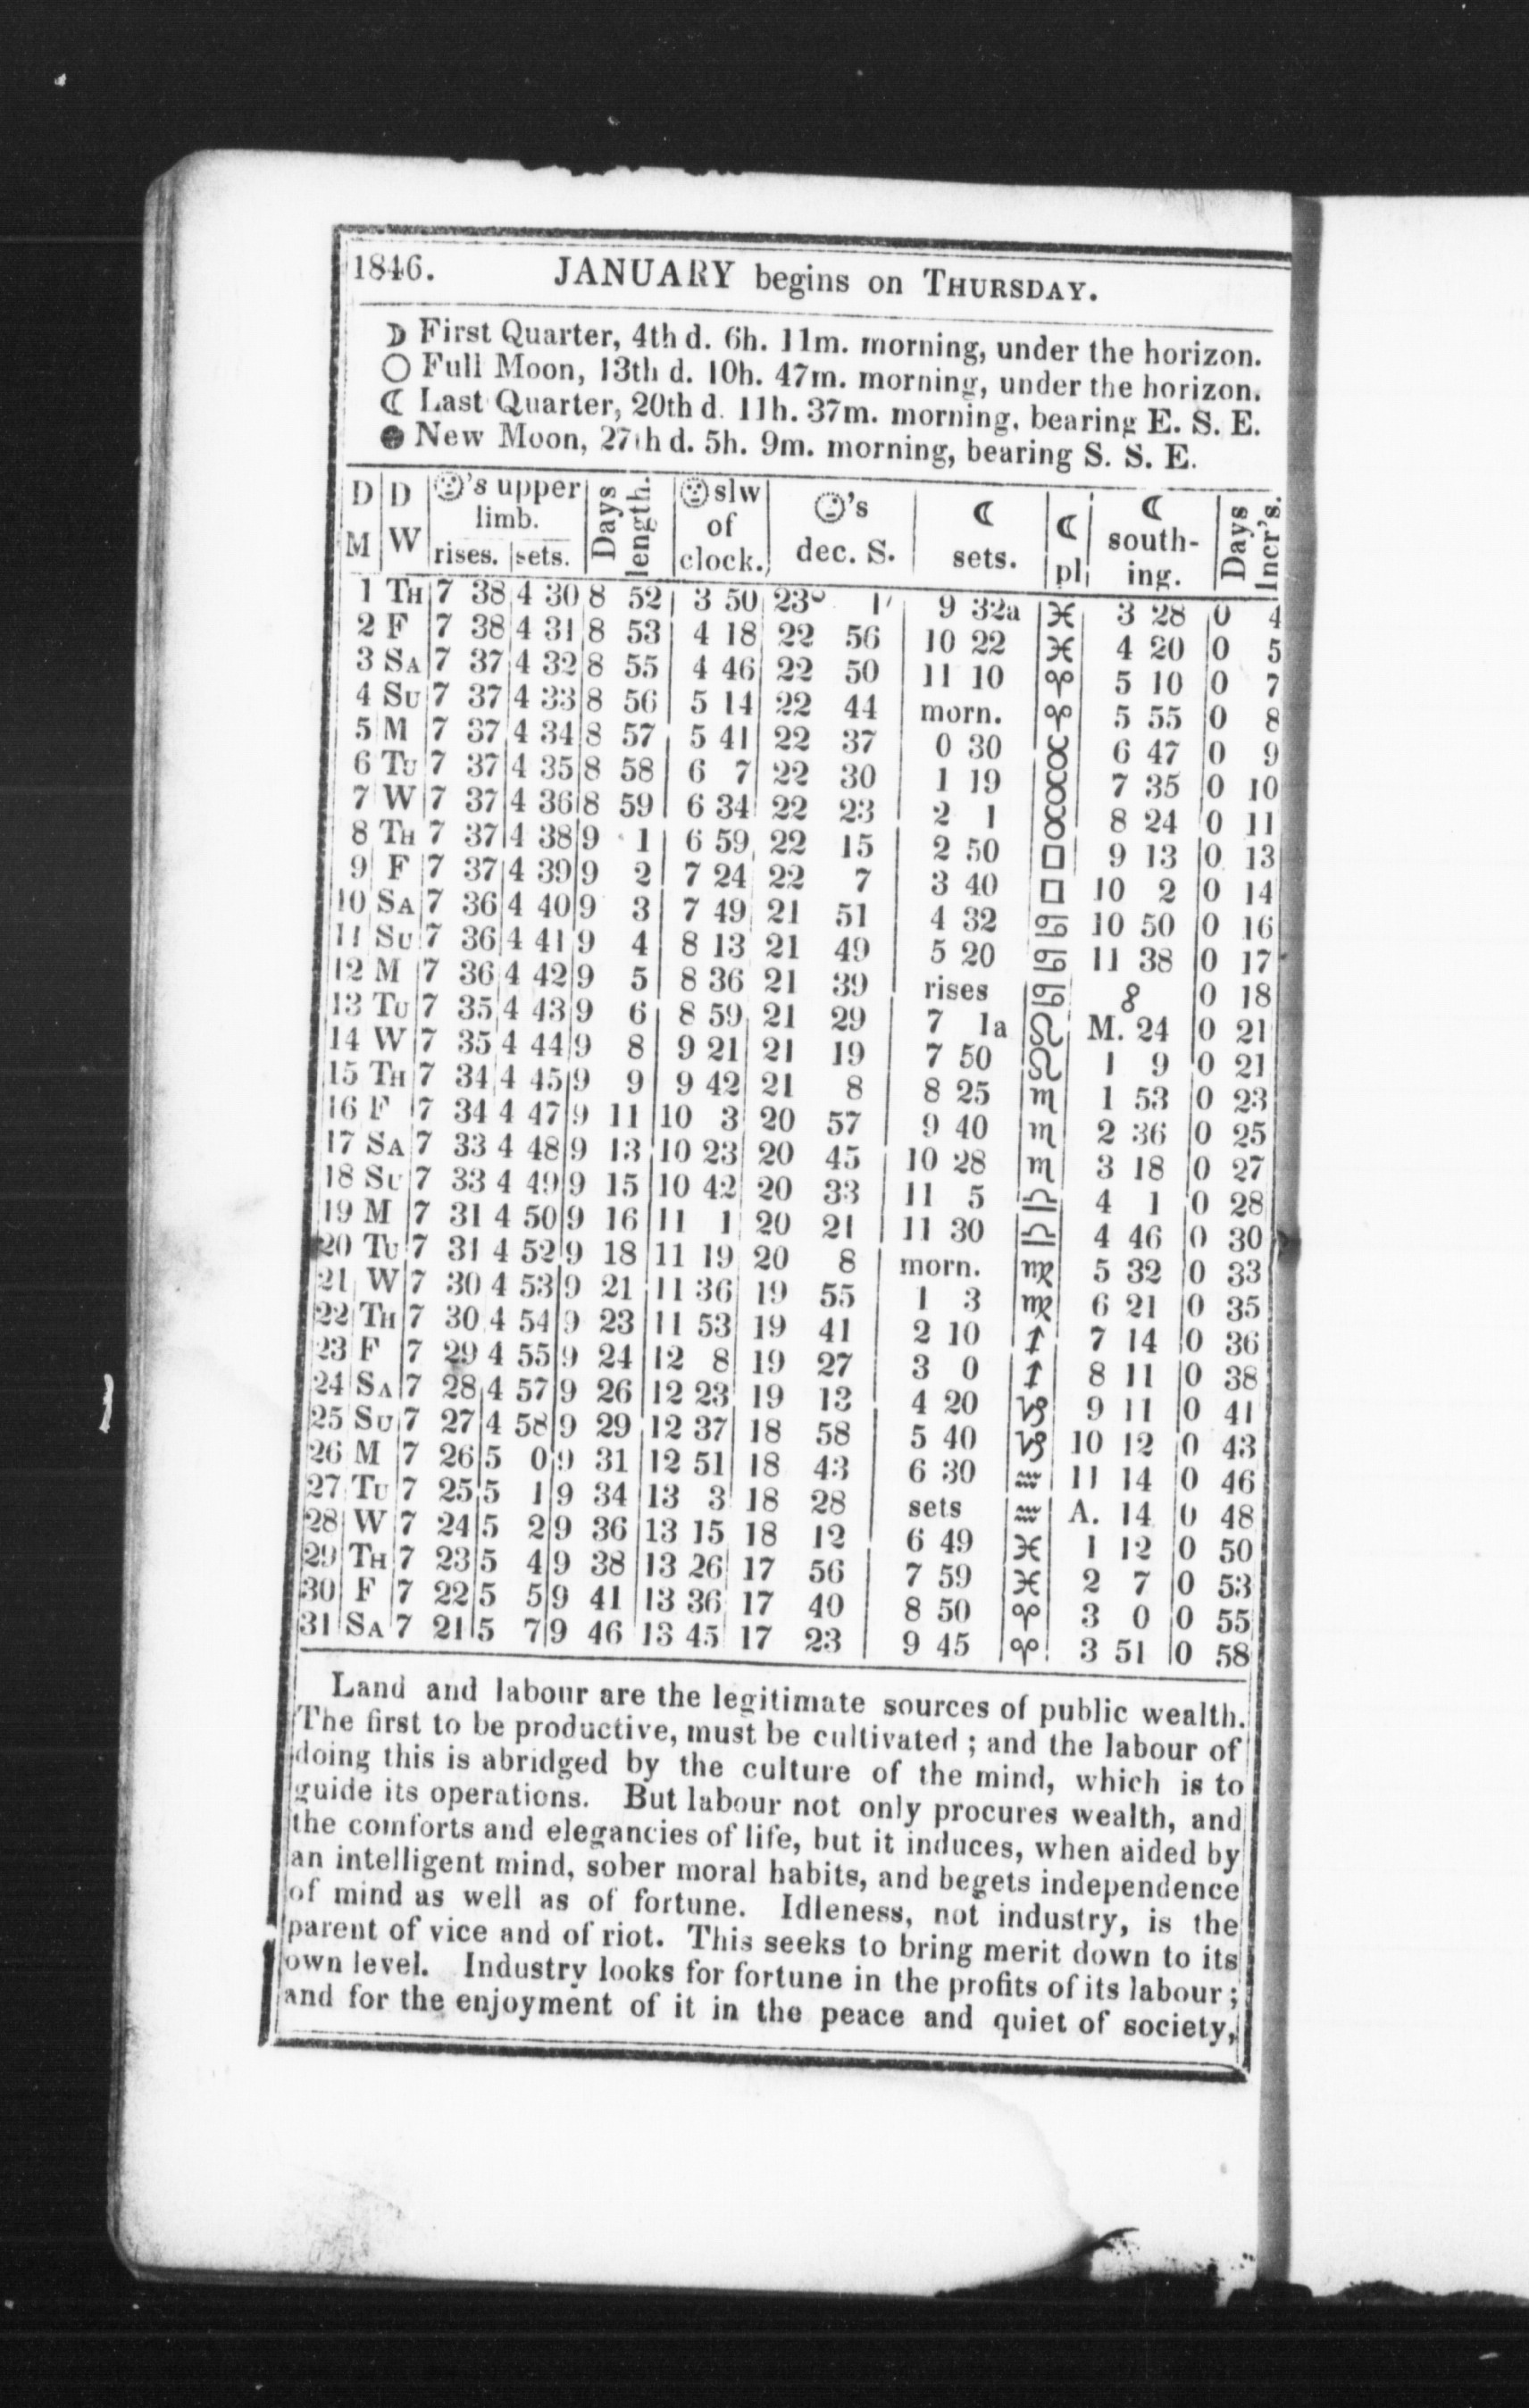 1846. JANUARY begins on THURSDAY.
☽ First Quarter, 4th d. 6h. 11m. morning, under the horizon.
○ Full Moon, 13th d. 10h. 47m. morning, under the horizon.
☾ Last Quarter, 20th d. 11h. 37m. morning, bearing E. S. E.
● New Moon, 27th d. 5h. 9m. morning, bearing S. S. E.
D M | D W | ☉'s upper limb. rises. | sets. | Days length. | ☉ slw of clock. | ☉'s dec. S. | ☾ sets. | ☾ pl | ☾ south-ing. | Days Incr's.
1 TH 7 38 4 30 8 52 3 50 23° 1' 9 32a ♓ 3 28 0 4
2 F 7 38 4 31 8 53 4 18 22 56 10 22 ♓ 4 20 0 5
3 SA 7 37 4 32 8 55 4 46 22 50 11 10 ♈ 5 10 0 7
4 SU 7 37 4 33 8 56 5 14 22 44 morn. ♈ 5 55 0 8
5 M 7 37 4 34 8 57 5 41 22 37 0 30 ♉ 6 47 0 9
6 TU 7 37 4 35 8 58 6 7 22 30 1 19 ♉ 7 35 0 10
7 W 7 37 4 36 8 59 6 34 22 23 2 1 ♉ 8 24 0 11
8 TH 7 37 4 38 9 1 6 59 22 15 2 50 □ 9 13 0 13
9 F 7 37 4 39 9 2 7 24 22 7 3 40 □ 10 2 0 14
10 SA 7 36 4 40 9 3 7 49 21 51 4 32 ♋ 10 50 0 16
11 SU 7 36 4 41 9 4 8 13 21 49 5 20 ♋ 11 38 0 17
12 M 7 36 4 42 9 5 8 36 21 39 rises ♋ ☍ 0 18
13 TU 7 35 4 43 9 6 8 59 21 29 7 1a ♌ M. 24 0 21
14 W 7 35 4 44 9 8 9 21 21 19 7 50 ♌ 1 9 0 21
15 TH 7 34 4 45 9 9 9 42 21 8 8 25 ♏ 1 53 0 23
16 F 7 34 4 47 9 11 10 3 20 57 9 40 ♏ 2 36 0 25
17 SA 7 33 4 48 9 13 10 23 20 45 10 28 ♏ 3 18 0 27
18 SU 7 33 4 49 9 15 10 42 20 33 11 5 ♎ 4 1 0 28
19 M 7 31 4 50 9 16 11 1 20 21 11 30 ♎ 4 46 0 30
20 TU 7 31 4 52 9 18 11 19 20 8 morn. ♍ 5 32 0 33
21 W 7 30 4 53 9 21 11 36 19 55 1 3 ♍ 6 21 0 35
22 TH 7 30 4 54 9 23 11 53 19 41 2 10 ♐ 7 14 0 36
23 F 7 29 4 55 9 24 12 8 19 27 3 0 ♐ 8 11 0 38
24 SA 7 28 4 57 9 26 12 23 19 13 4 20 ♑ 9 11 0 41
25 SU 7 27 4 58 9 29 12 37 18 58 5 40 ♑ 10 12 0 43
26 M 7 26 5 0 9 31 12 51 18 43 6 30 ♒ 11 14 0 46
27 TU 7 25 5 1 9 34 13 3 18 28 sets ♒ A. 14 0 48
28 W 7 24 5 2 9 36 13 15 18 12 6 49 ♓ 1 12 0 50
29 TH 7 23 5 4 9 38 13 26 17 56 7 59 ♓ 2 7 0 53
30 F 7 22 5 5 9 41 13 36 17 40 8 50 ♈ 3 0 0 55
31 SA 7 21 5 7 9 46 13 45 17 23 9 45 ♈ 3 51 0 58
Land and labour are the legitimate sources of public wealth.
The first to be productive, must be cultivated ; and the labour of
doing this is abridged by the culture of the mind, which is to
guide its operations. But labour not only procures wealth, and
the comforts and elegancies of life, but it induces, when aided by
an intelligent mind, sober moral habits, and begets independence
of mind as well as of fortune. Idleness, not industry, is the
parent of vice and of riot. This seeks to bring merit down to its
own level. Industry looks for fortune in the profits of its labour ;
and for the enjoyment of it in the peace and quiet of society,